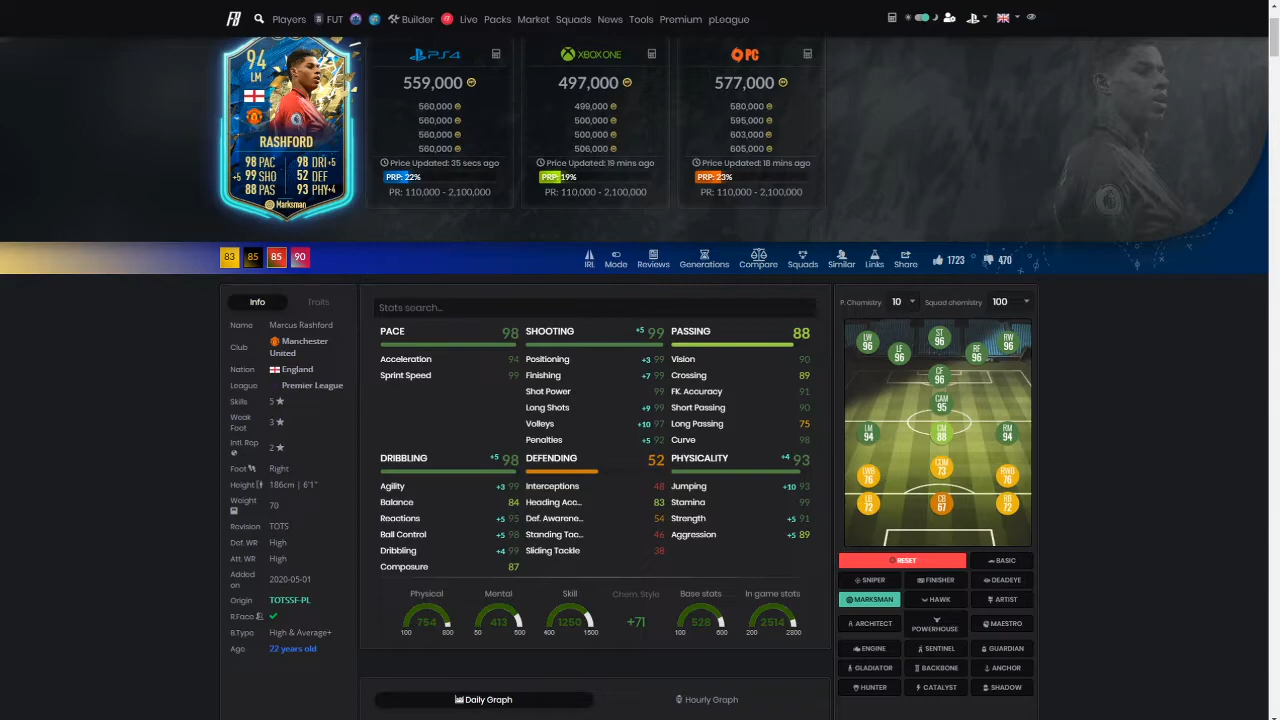 FB Players FUT Builder Live Packs Market Squads News Tools Premium pLeague
94
LM
RASHFORD
98 PAC 98 DRI +5
+5 99 SHO 52 DEF
88 PAS 93 PHY +4
Marksman
PS4
559,000
560,000
560,000
560,000
560,000
Price Updated: 35 secs ago
PRP: 22%
PR: 110,000 - 2,100,000
XBOX ONE
497,000
499,000
500,000
500,000
506,000
Price Updated: 19 mins ago
PRP: 19%
PR: 110,000 - 2,100,000
PC
577,000
580,000
595,000
603,000
605,000
Price Updated: 18 mins ago
PRP: 23%
PR: 110,000 - 2,100,000
83 85 85 90
IRL Mode Reviews Generations Compare Squads Similar Links Share 1723 470
Info Traits
Name Marcus Rashford
Club Manchester United
Nation England
League Premier League
Skills 5
Weak Foot 3
Intl. Rep 2
Foot Right
Height 186cm | 6'1"
Weight 70
Revision TOTS
Def. WR High
Att. WR High
Added on 2020-05-01
Origin TOTSSF-PL
R.Face
B.Type High & Average+
Age 22 years old
Stats search...
PACE 98
Acceleration 94
Sprint Speed 99
SHOOTING +5 99
Positioning +3 99
Finishing +7 99
Shot Power 99
Long Shots +9 99
Volleys +10 97
Penalties +5 92
PASSING 88
Vision 90
Crossing 89
FK. Accuracy 91
Short Passing 90
Long Passing 75
Curve 98
DRIBBLING +5 98
Agility +3 99
Balance 84
Reactions +5 95
Ball Control +5 98
Dribbling +4 99
Composure 87
DEFENDING 52
Interceptions 48
Heading Acc... 83
Def. Awarene... 54
Standing Tac... 46
Sliding Tackle 38
PHYSICALITY +4 93
Jumping +10 93
Stamina 99
Strength +5 91
Aggression +5 89
Physical Mental Skill Chem Style Base stats In game stats
754 413 1250 +71 528 2514
100 800 50 500 400 1500 100 600 200 2800
Daily Graph Hourly Graph
P. Chemistry 10 Squad chemistry 100
LW 96 ST 96 RW 96
LF 96 RF 96
CF 96
CAM 95
LM 94 CM 88 RM 94
LWB 76 CDM 73 RWB 76
LB 72 CB 67 RB 72
RESET BASIC
SNIPER FINISHER DEADEYE
MARKSMAN HAWK ARTIST
ARCHITECT POWERHOUSE MAESTRO
ENGINE SENTINEL GUARDIAN
GLADIATOR BACKBONE ANCHOR
HUNTER CATALYST SHADOW